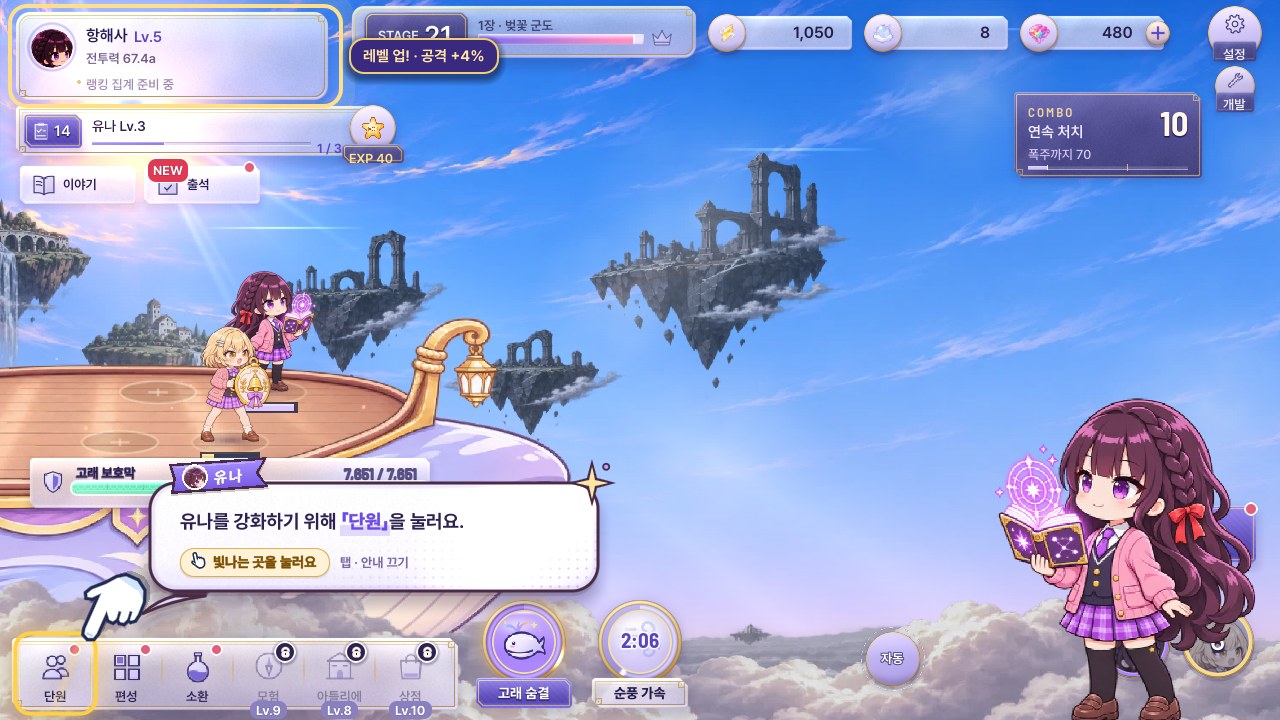 항해사 Lv.5
전투력 67.4a
랭킹 집계 준비 중
STAGE 21
1장 · 벚꽃 군도
레벨 업! · 공격 +4%
1,050
8
480
설정
개발
14
유나 Lv.3
1 / 3
EXP 40
이야기
NEW
출석
COMBO
연속 처치
10
폭주까지 70
고래 보호막
7,651 / 7,651
유나
유나를 강화하기 위해 「단원」을 눌러요.
빛나는 곳을 눌러요
탭 · 안내 끄기
단원
편성
소환
모험
Lv.9
아틀리에
Lv.8
상점
Lv.10
고래 숨결
2:06
순풍 가속
자동